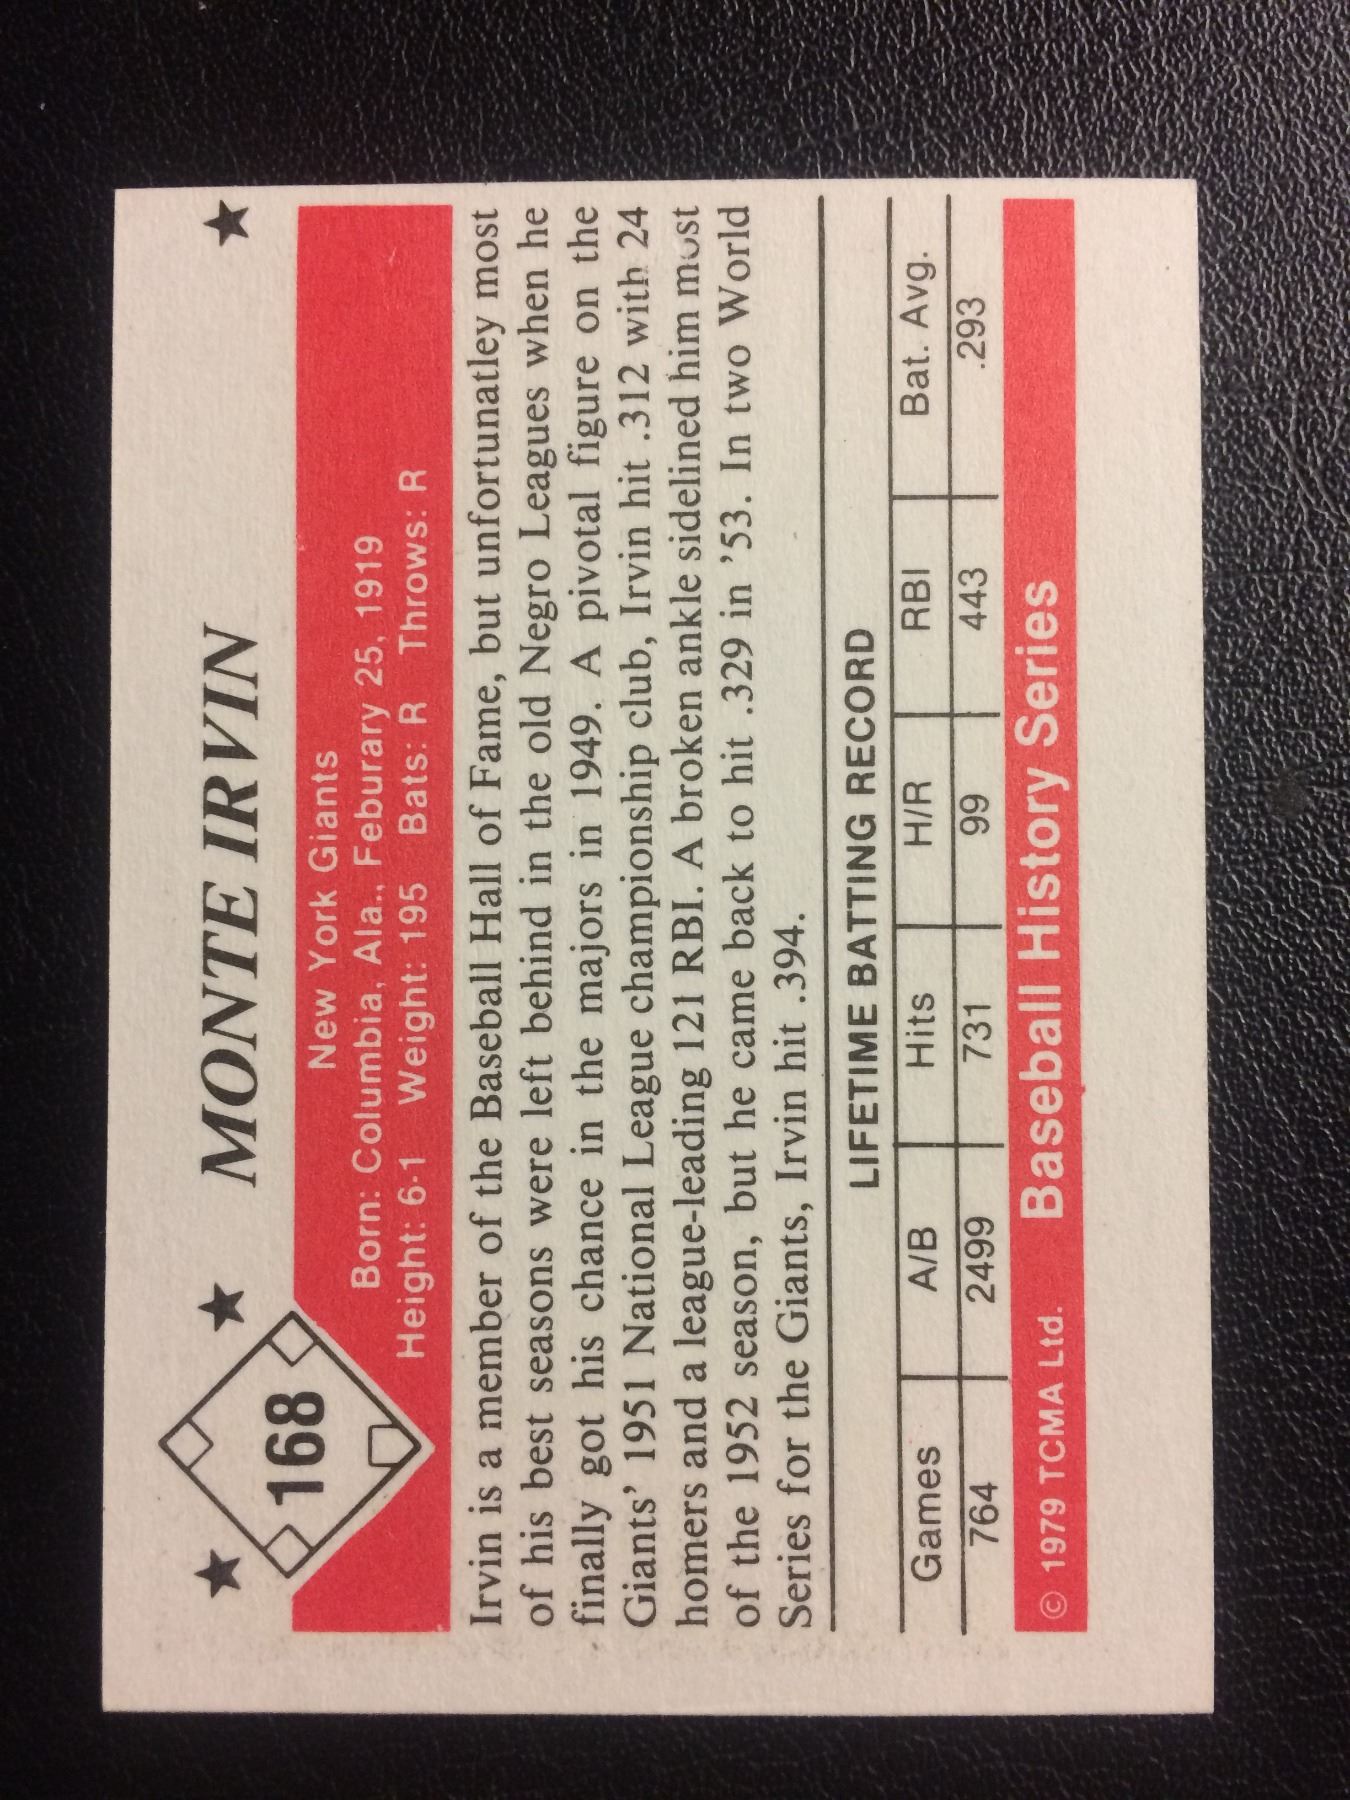 168
MONTE IRVIN
New York Giants
Born: Columbia, Ala., Feburary 25, 1919
Height: 6-1 Weight: 195 Bats: R Throws: R
Irvin is a member of the Baseball Hall of Fame, but unfortunatley most
of his best seasons were left behind in the old Negro Leagues when he
finally got his chance in the majors in 1949. A pivotal figure on the
Giants' 1951 National League championship club, Irvin hit .312 with 24
homers and a league-leading 121 RBI. A broken ankle sidelined him most
of the 1952 season, but he came back to hit .329 in '53. In two World
Series for the Giants, Irvin hit .394.
LIFETIME BATTING RECORD
Games A/B Hits H/R RBI Bat. Avg.
764 2499 731 99 443 .293
© 1979 TCMA Ltd. Baseball History Series